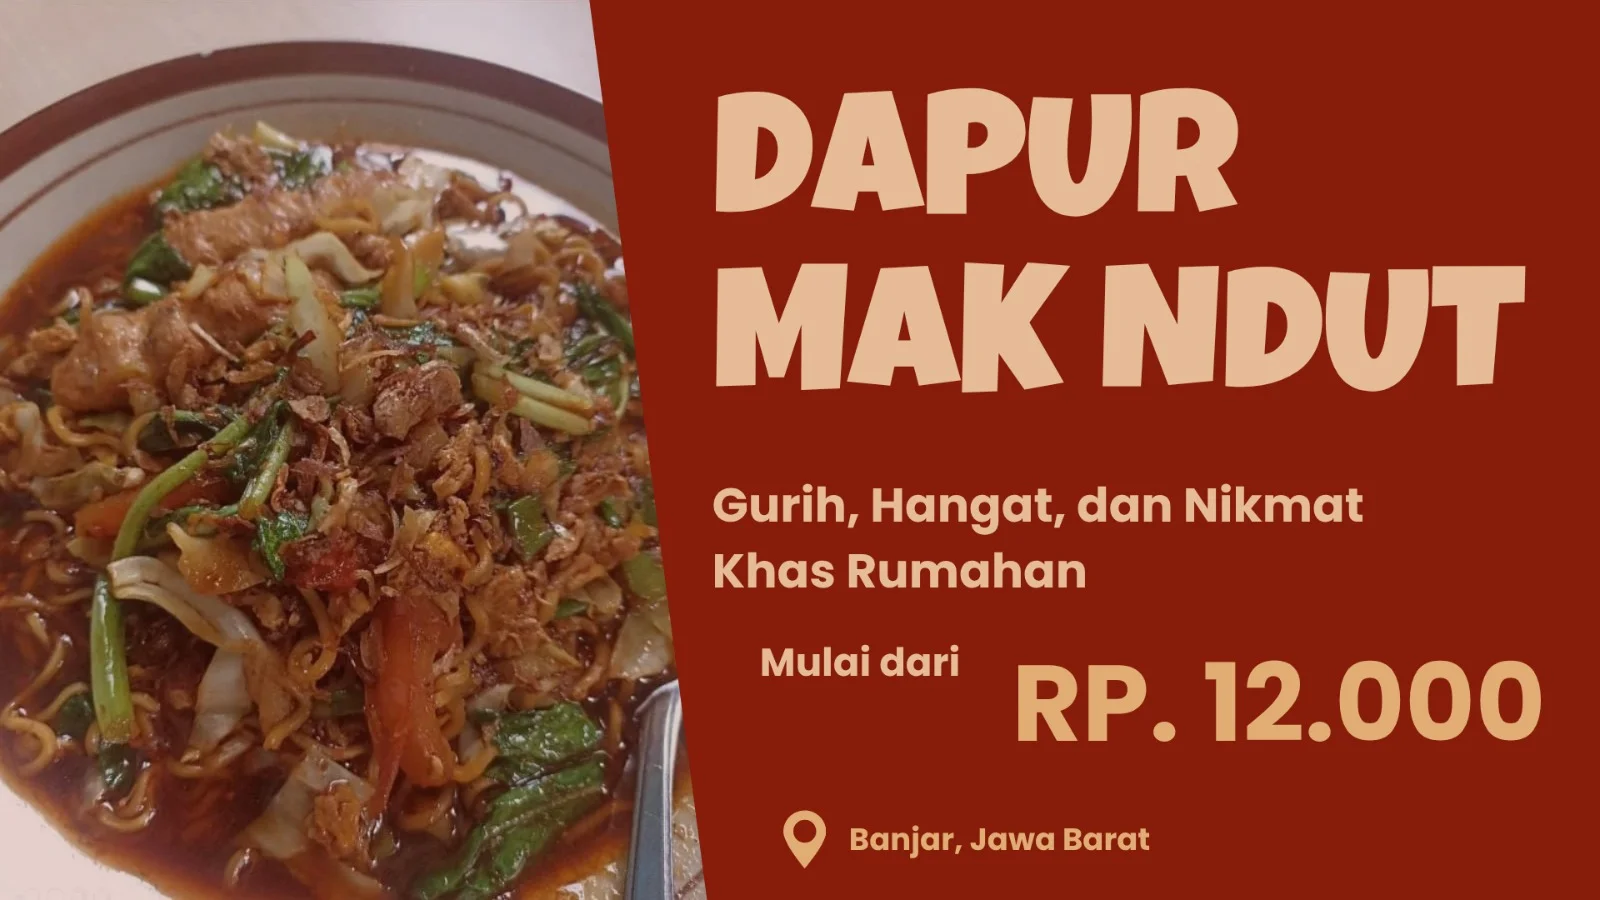 DAPUR
MAK NDUT
Gurih, Hangat, dan Nikmat
Khas Rumahan
Mulai dari
RP. 12.000
Banjar, Jawa Barat